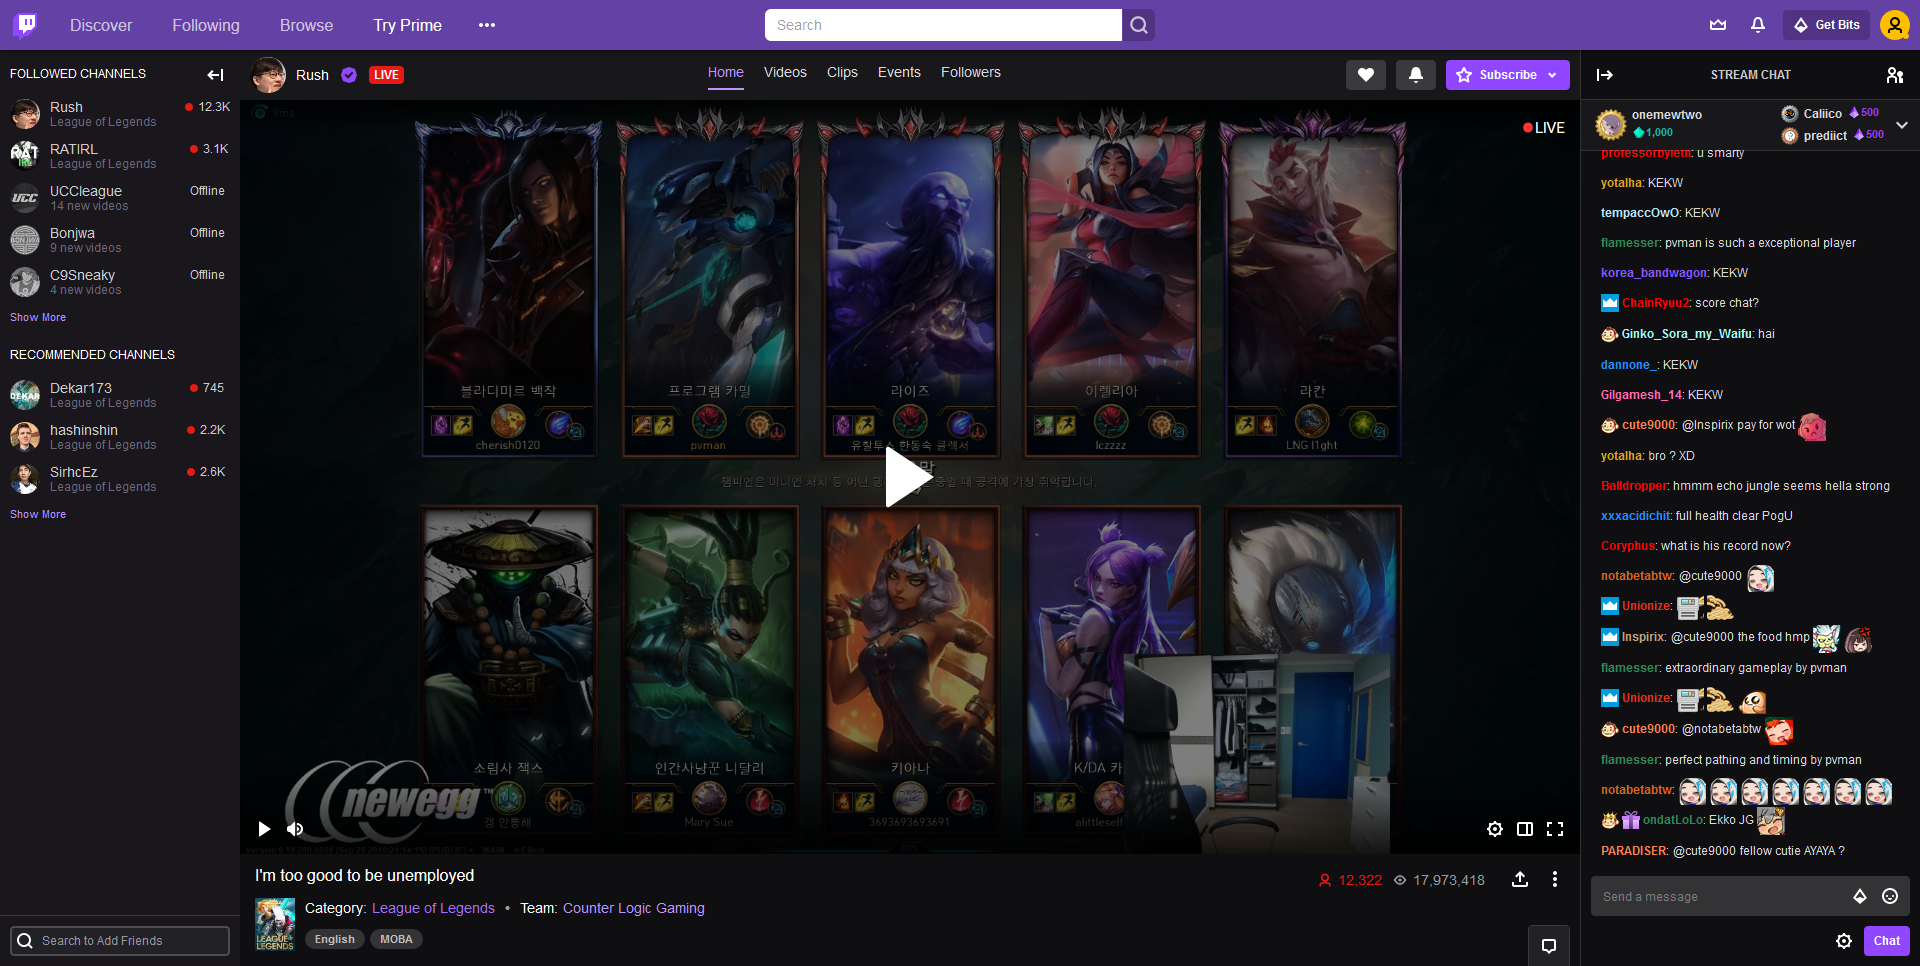 Discover
Following
Browse
Try Prime
Search
Get Bits
FOLLOWED CHANNELS
Rush
12.3K
League of Legends
RATIRL
3.1K
League of Legends
UCCleague
Offline
14 new videos
Bonjwa
Offline
9 new videos
C9Sneaky
Offline
4 new videos
Show More
RECOMMENDED CHANNELS
Dekar173
745
League of Legends
hashinshin
2.2K
League of Legends
SirhcEz
2.6K
League of Legends
Show More
Search to Add Friends
Rush
LIVE
Home
Videos
Clips
Events
Followers
Subscribe
9ms
LIVE
블라디미르 백작
프로그램 카밀
라이즈
이렐리아
라칸
cherish0120
pvman
유찰투스 한동숙 클렉서
lczzzz
LNG l1ght
소림사 잭스
인간사냥꾼 니달리
키아나
K/DA 카
갱 안통해
Mary Sue
3693693693691
alittleself
newegg™
I'm too good to be unemployed
12,322
17,973,418
Category: League of Legends • Team: Counter Logic Gaming
LEAGUE
LEGENDS
English
MOBA
STREAM CHAT
onemewtwo
1,000
Caliico 500
prediict 500
professorbyleth: u smarty
yotalha: KEKW
tempaccOwO: KEKW
flamesser: pvman is such a exceptional player
korea_bandwagon: KEKW
ChainRyuu2: score chat?
Ginko_Sora_my_Waifu: hai
dannone_: KEKW
Gilgamesh_14: KEKW
cute9000: @Inspirix pay for wot
yotalha: bro ? XD
Balldropper: hmmm echo jungle seems hella strong
xxxacidichit: full health clear PogU
Coryphus: what is his record now?
notabetabtw: @cute9000
Unionize:
Inspirix: @cute9000 the food hmp
flamesser: extraordinary gameplay by pvman
Unionize:
cute9000: @notabetabtw
flamesser: perfect pathing and timing by pvman
notabetabtw:
ondatLoLo: Ekko JG
PARADISER: @cute9000 fellow cutie AYAYA ?
Send a message
Chat